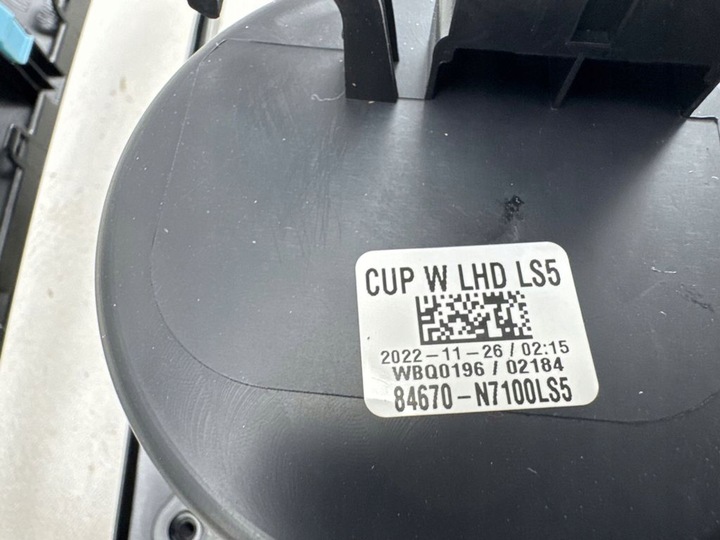 CUP W LHD LS5
2022-11-26 / 02:15
WBQ0196 / 02184
84670-N7100LS5